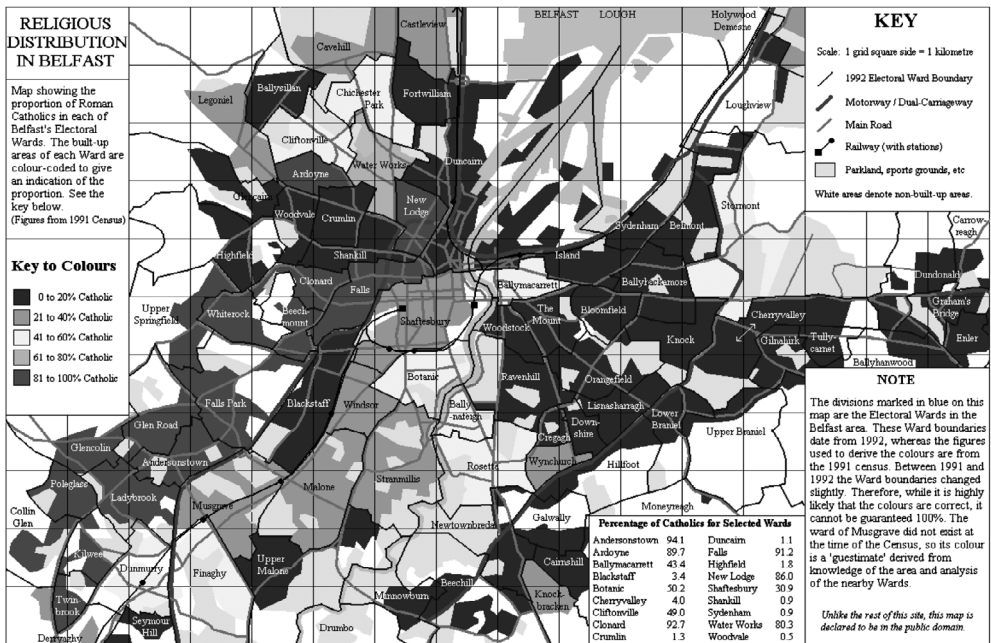 RELIGIOUS
DISTRIBUTION
IN BELFAST
Map showing the
proportion of Roman
Catholics in each of
Belfast's Electoral
Wards. The built-up
areas of each Ward are
colour-coded to give
an indication of the
proportion. See the
key below.
(Figures from 1991 Census)
Key to Colours
0 to 20% Catholic
21 to 40% Catholic
41 to 60% Catholic
61 to 80% Catholic
81 to 100% Catholic
BELFAST LOUGH
Castleview
Holywood
Demesne
Cavehill
Legoniel
Ballysillan
Chichester
Park
Fortwilliam
Loughview
Cliftonville
Water Works
Duncairn
Ardoyne
Woodvale
Crumlin
New
Lodge
Stormont
Sydenham
Belmont
Highfield
Shankill
Island
Clonard
Falls
Ballymacarrett
Ballyhackamore
Upper
Springfield
Whiterock
Beech-
mount
Shaftesbury
Woodstock
The
Mount
Bloomfield
Knock
Cherryvalley
Gilnahirk
Tully-
carnet
Carrow-
reagh
Dundonald
Graham's
Bridge
Enler
Ballyhanwood
Botanic
Ravenhill
Orangefield
Falls Park
Blackstaff
Windsor
Bally
-nafeigh
Lisnasharragh
Lower
Braniel
Upper Braniel
Glen Road
Cregagh
Down-
shire
Glencolin
Andersonstown
Rosetta
Wynchurch
Hillfoot
Poleglass
Ladybrook
Malone
Stranmillis
Collin
Glen
Musgrave
Newtownbreda
Galwally
Moneyreagh
Kilwee
Dunmurry
Finaghy
Upper
Malone
Cairnshill
Beechill
Minnowburn
Knock-
bracken
Twin-
brook
Seymour
Hill
Drumbo
Derryaghy
KEY
Scale: 1 grid square side = 1 kilometre
1992 Electoral Ward Boundary
Motorway / Dual-Carriageway
Main Road
Railway (with stations)
Parkland, sports grounds, etc
White areas denote non-built-up areas.
NOTE
The divisions marked in blue on this
map are the Electoral Wards in the
Belfast area. These Ward boundaries
date from 1992, whereas the figures
used to derive the colours are from
the 1991 census. Between 1991 and
1992 the Ward boundaries changed
slightly. Therefore, while it is highly
likely that the colours are correct, it
cannot be guaranteed 100%. The
ward of Musgrave did not exist at
the time of the Census, so its colour
is a 'guestimate' derived from
knowledge of the area and analysis
of the nearby Wards.
Unlike the rest of this site, this map is
declared to be in the public domain.
Percentage of Catholics for Selected Wards
Andersonstown 94.1 Duncairn 1.1
Ardoyne 89.7 Falls 91.2
Ballymacarrett 43.4 Highfield 1.8
Blackstaff 3.4 New Lodge 86.0
Botanic 50.2 Shaftesbury 30.9
Cherryvalley 4.0 Shankill 0.9
Cliftonville 49.0 Sydenham 0.9
Clonard 92.7 Water Works 80.3
Crumlin 1.3 Woodvale 0.5